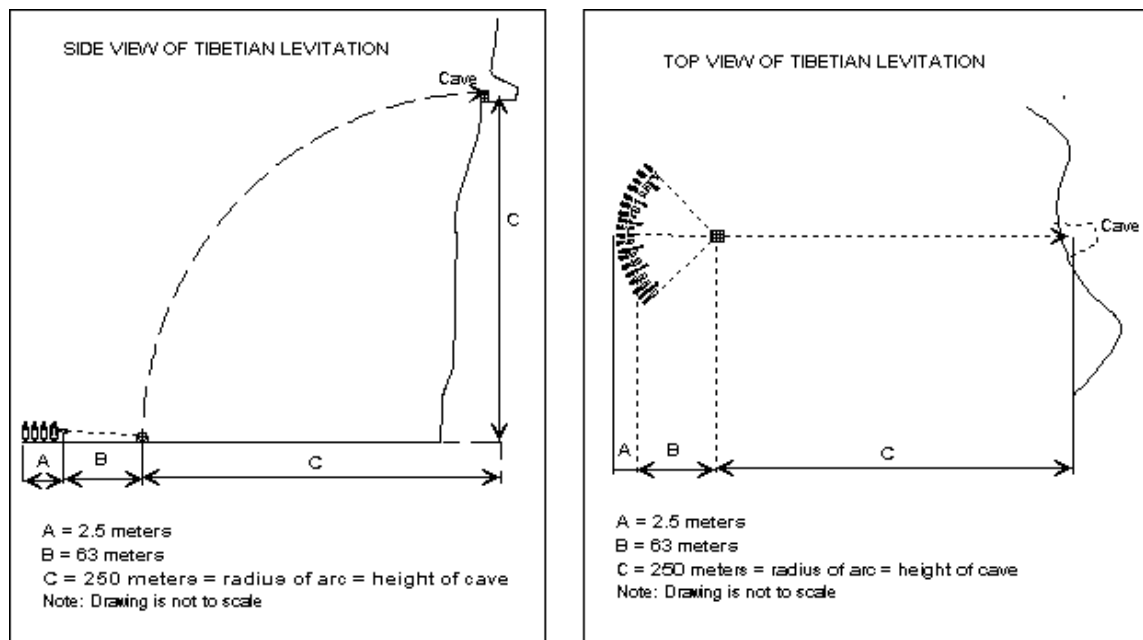 SIDE VIEW OF TIBETIAN LEVITATION
Cave
C
A
B
C
A = 2.5 meters
B = 63 meters
C = 250 meters = radius of arc = height of cave
Note: Drawing is not to scale
TOP VIEW OF TIBETIAN LEVITATION
Cave
A
B
C
A = 2.5 meters
B = 63 meters
C = 250 meters = radius of arc = height of cave
Note: Drawing is not to scale